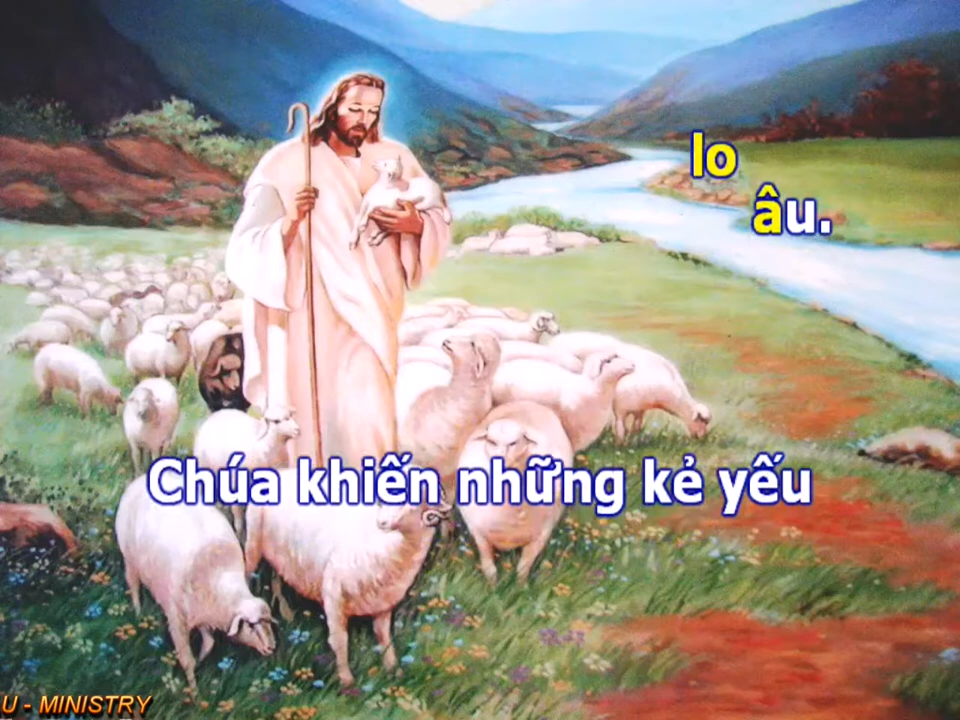 lo
âu.
Chúa khiến những kẻ yếu
U - MINISTRY